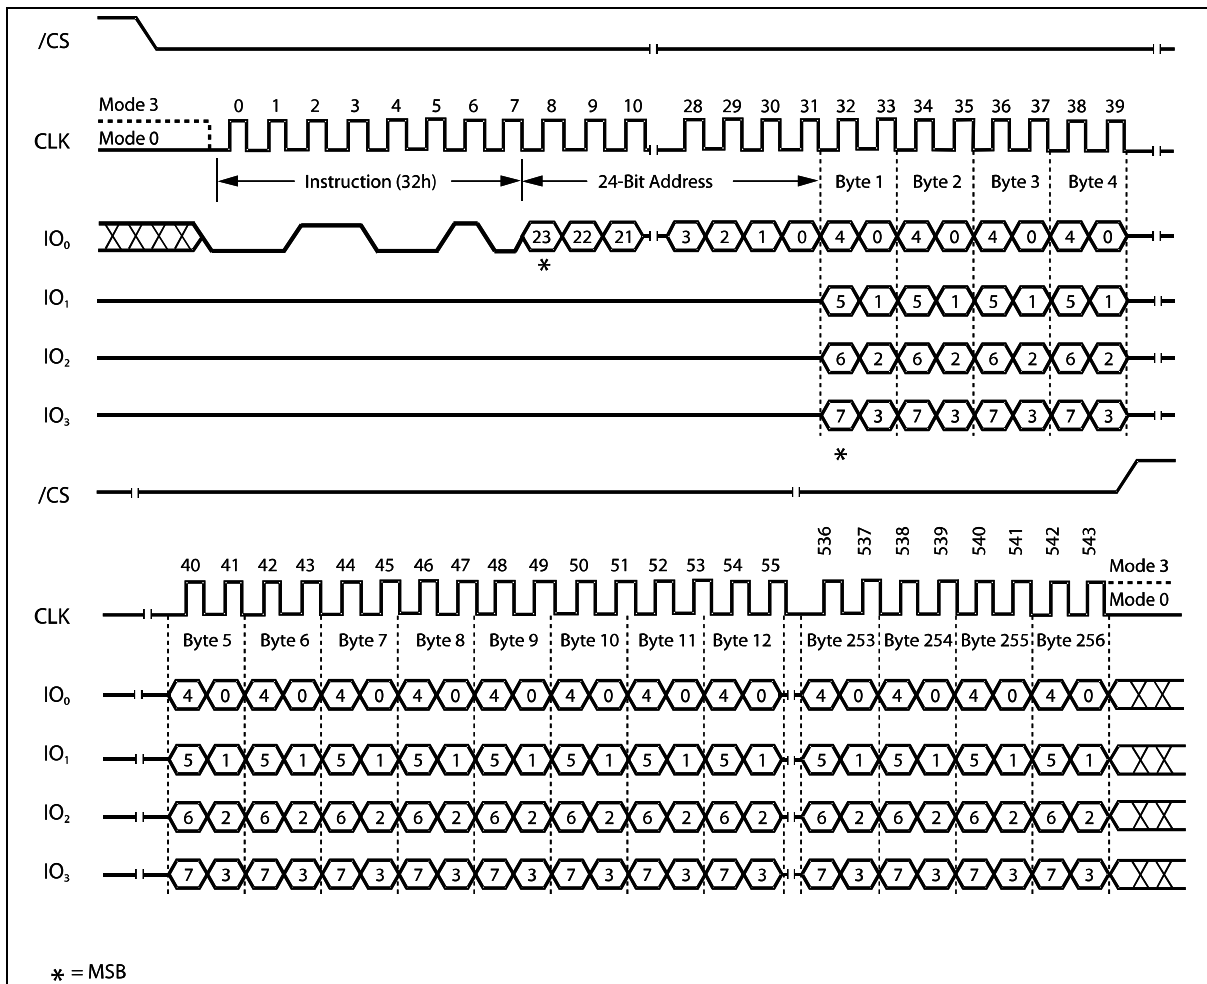 /CS
Mode 3 0 1 2 3 4 5 6 7 8 9 10 28 29 30 31 32 33 34 35 36 37 38 39
CLK Mode 0
Instruction (32h) 24-Bit Address Byte 1 Byte 2 Byte 3 Byte 4
IO₀ 23 22 21 3 2 1 0 4 0 4 0 4 0 4 0
*
IO₁ 5 1 5 1 5 1 5 1
IO₂ 6 2 6 2 6 2 6 2
IO₃ 7 3 7 3 7 3 7 3
*
/CS
536 537 538 539 540 541 542 543
40 41 42 43 44 45 46 47 48 49 50 51 52 53 54 55 Mode 3
CLK Mode 0
Byte 5 Byte 6 Byte 7 Byte 8 Byte 9 Byte 10 Byte 11 Byte 12 Byte 253 Byte 254 Byte 255 Byte 256
IO₀ 4 0 4 0 4 0 4 0 4 0 4 0 4 0 4 0 4 0 4 0 4 0 4 0
IO₁ 5 1 5 1 5 1 5 1 5 1 5 1 5 1 5 1 5 1 5 1 5 1 5 1
IO₂ 6 2 6 2 6 2 6 2 6 2 6 2 6 2 6 2 6 2 6 2 6 2 6 2
IO₃ 7 3 7 3 7 3 7 3 7 3 7 3 7 3 7 3 7 3 7 3 7 3 7 3
* = MSB